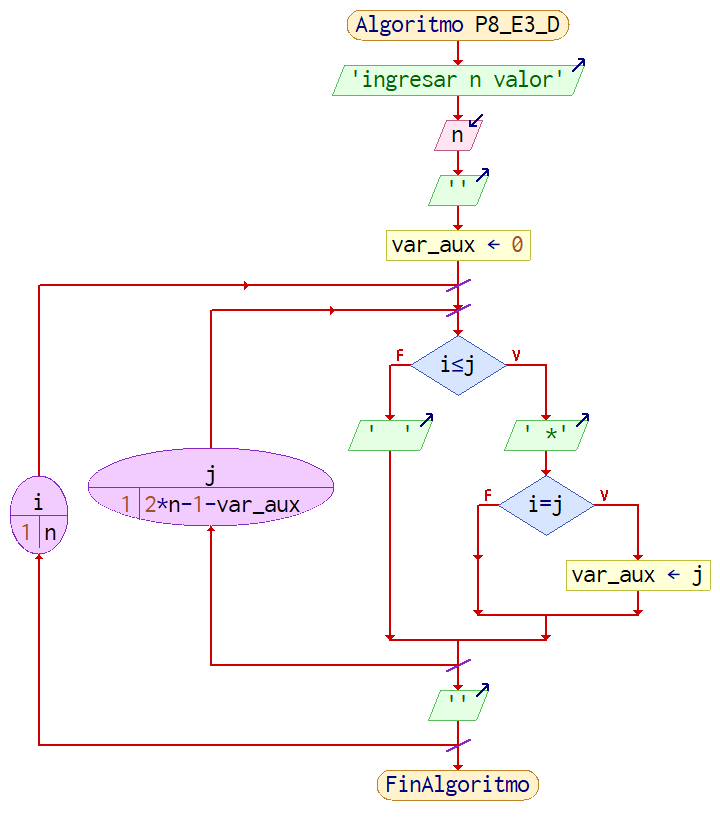 Algoritmo P8_E3_D
'ingresar n valor'
n
''
var_aux ← 0
i≤j
F
V
'  '
' *'
i=j
F
V
var_aux ← j
j
1 2*n-1-var_aux
i
1 n
''
FinAlgoritmo